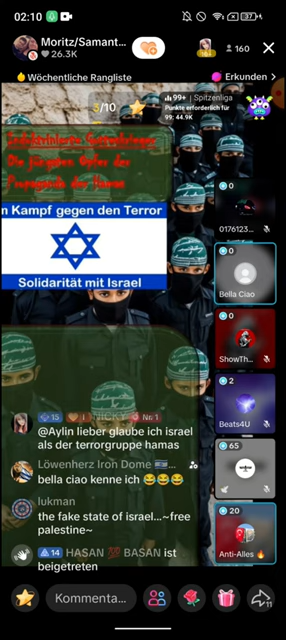 02:10
Moritz/Samant...
26.3K
160
Wöchentliche Rangliste
Erkunden >
3/10
99+ | Spitzenliga
Punkte erforderlich für
99: 44.9K
Indoktrinierte Gotteskrieger
Die jüngsten Opfer der
Propaganda der Hamas
m Kampf gegen den Terror
Solidarität mit Israel
0
0176123...
0
Bella Ciao
0
ShowTh...
2
Beats4U
65
20
Anti-Alles 🔥
15 NICKY Nr. 1
@Aylin lieber glaube ich israel
als der terrorgruppe hamas
Löwenherz Iron Dome 🇮🇱...
bella ciao kenne ich 😂😂😂
lukman
the fake state of israel...~free
palestine~
14 HASAN 💯 BASAN ist
beigetreten
Kommenta...
11